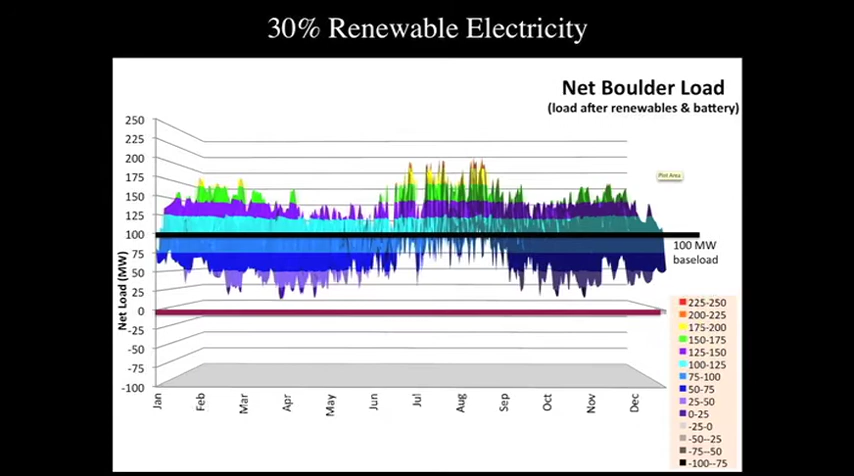 30% Renewable Electricity
Net Boulder Load
(load after renewables & battery)
Plot Area
Net Load (MW)
250
225
200
175
150
125
100
75
50
25
0
-25
-50
-75
-100
100 MW
baseload
Jan
Feb
Mar
Apr
May
Jun
Jul
Aug
Sep
Oct
Nov
Dec
225-250
200-225
175-200
150-175
125-150
100-125
75-100
50-75
25-50
0-25
-25-0
-50--25
-75--50
-100--75